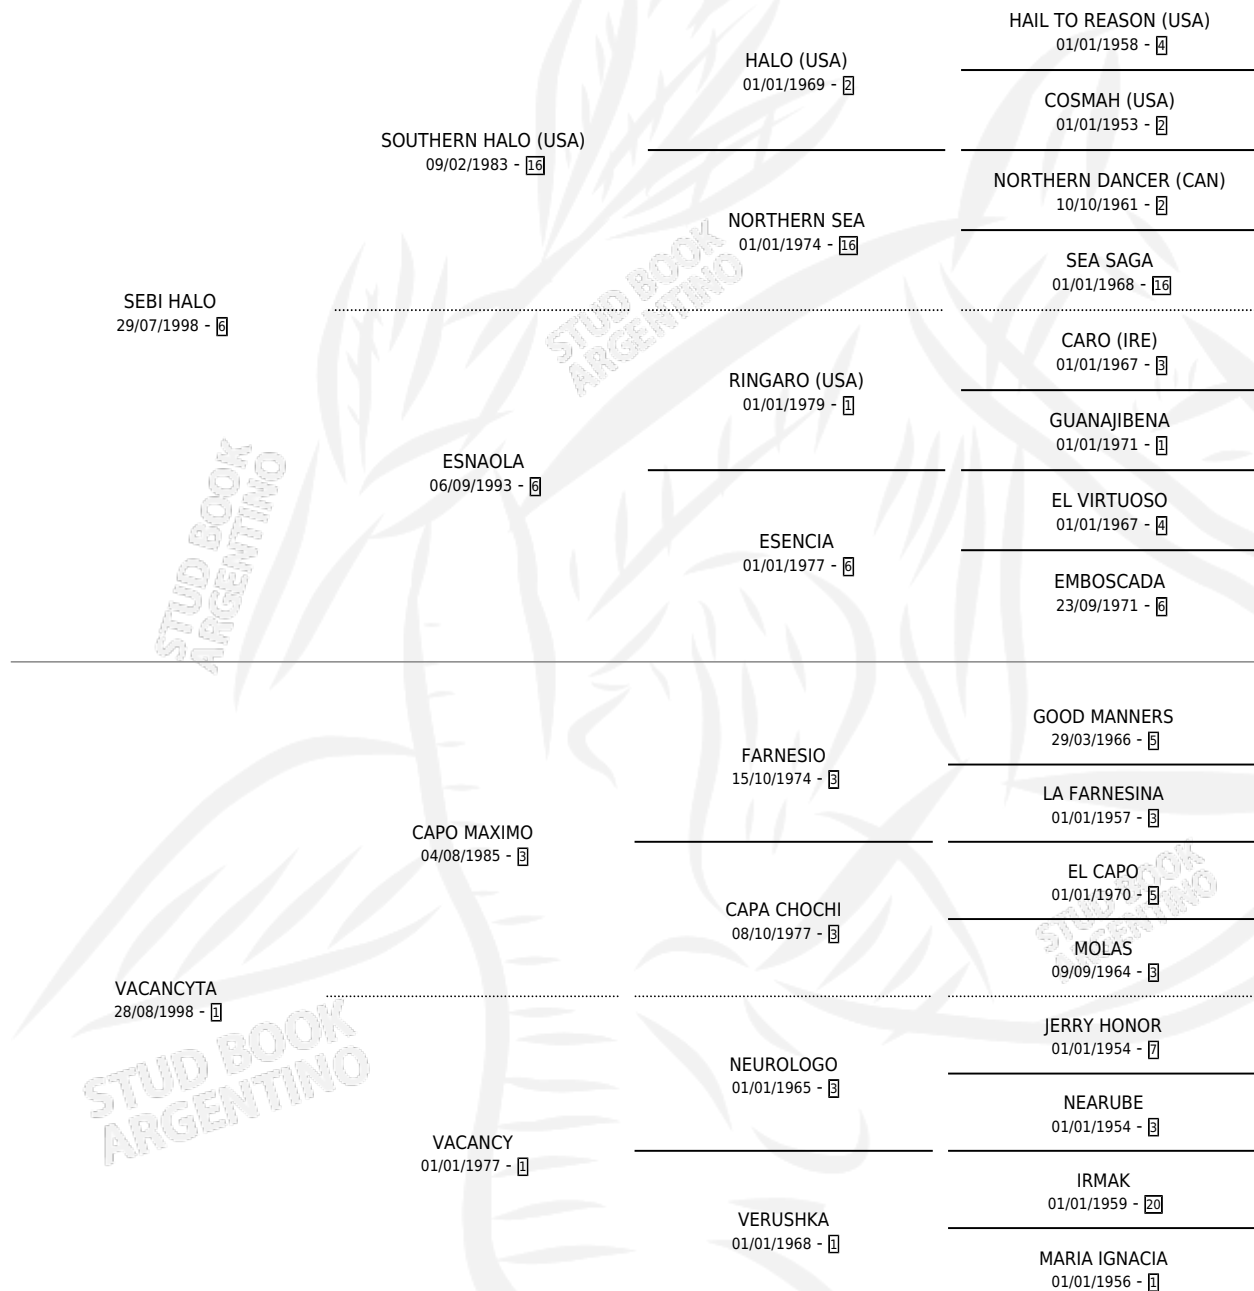 HAIL TO REASON (USA)
01/01/1958 - 4
HALO (USA)
01/01/1969 - 2
COSMAH (USA)
01/01/1953 - 2
SOUTHERN HALO (USA)
09/02/1983 - 16
NORTHERN DANCER (CAN)
10/10/1961 - 2
NORTHERN SEA
01/01/1974 - 16
SEA SAGA
01/01/1968 - 16
SEBI HALO
29/07/1998 - 6
STUD BOOK
ARGENTINO
CARO (IRE)
01/01/1967 - 3
RINGARO (USA)
01/01/1979 - 1
GUANAJIBENA
01/01/1971 - 1
ESNAOLA
06/09/1993 - 6
EL VIRTUOSO
01/01/1967 - 4
ESENCIA
01/01/1977 - 6
EMBOSCADA
23/09/1971 - 6
STUD BOOK
ARGENTINO
GOOD MANNERS
29/03/1966 - 5
FARNESIO
15/10/1974 - 3
LA FARNESINA
01/01/1957 - 3
CAPO MAXIMO
04/08/1985 - 3
EL CAPO
01/01/1970 - 5
CAPA CHOCHI
08/10/1977 - 3
STUD BOOK
ARGENTINO
MOLAS
09/09/1964 - 3
VACANCYTA
28/08/1998 - 1
STUD BOOK
ARGENTINO
JERRY HONOR
01/01/1954 - 7
NEUROLOGO
01/01/1965 - 3
NEARUBE
01/01/1954 - 3
VACANCY
01/01/1977 - 1
IRMAK
01/01/1959 - 20
VERUSHKA
01/01/1968 - 1
MARIA IGNACIA
01/01/1956 - 1